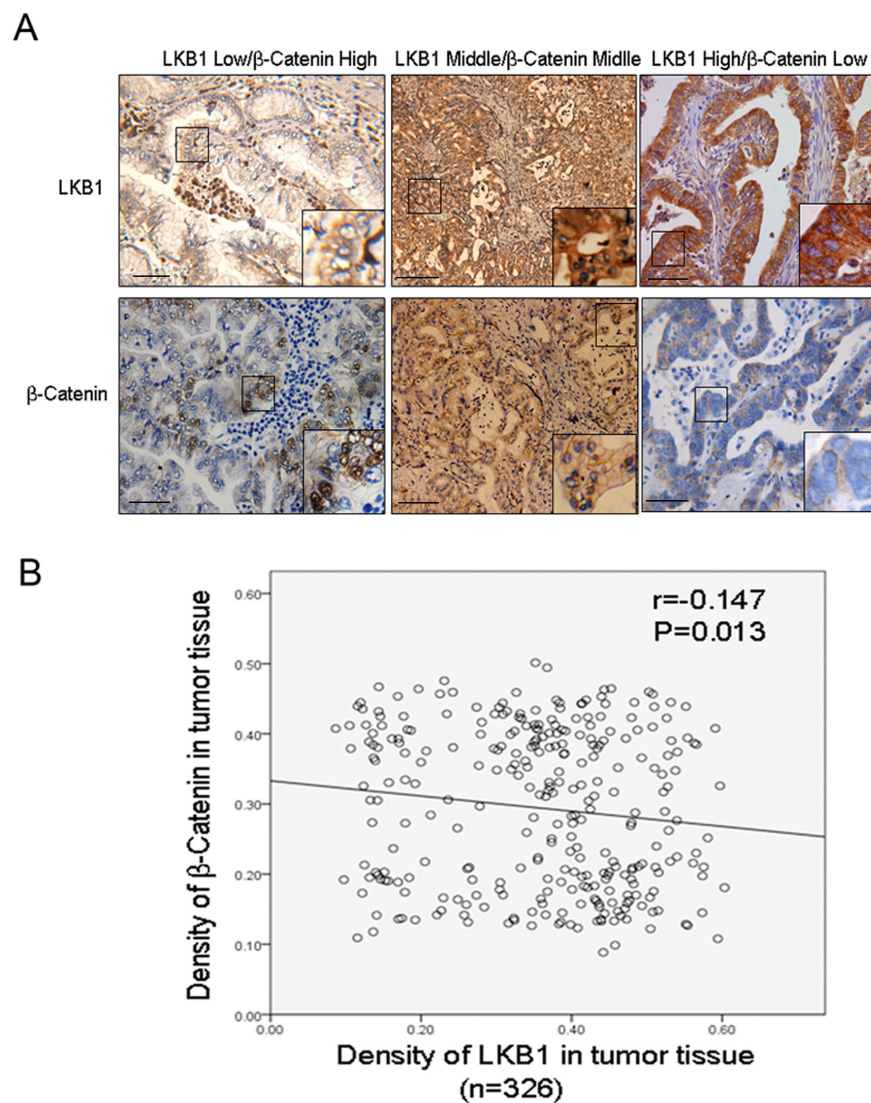 A
LKB1 Low/β-Catenin High
LKB1 Middle/β-Catenin Midlle
LKB1 High/β-Catenin Low
LKB1
β-Catenin
B
r=-0.147
P=0.013
Density of β-Catenin in tumor tissue
0.60
0.50
0.40
0.30
0.20
0.10
0.00
0.00 0.20 0.40 0.60
Density of LKB1 in tumor tissue
(n=326)